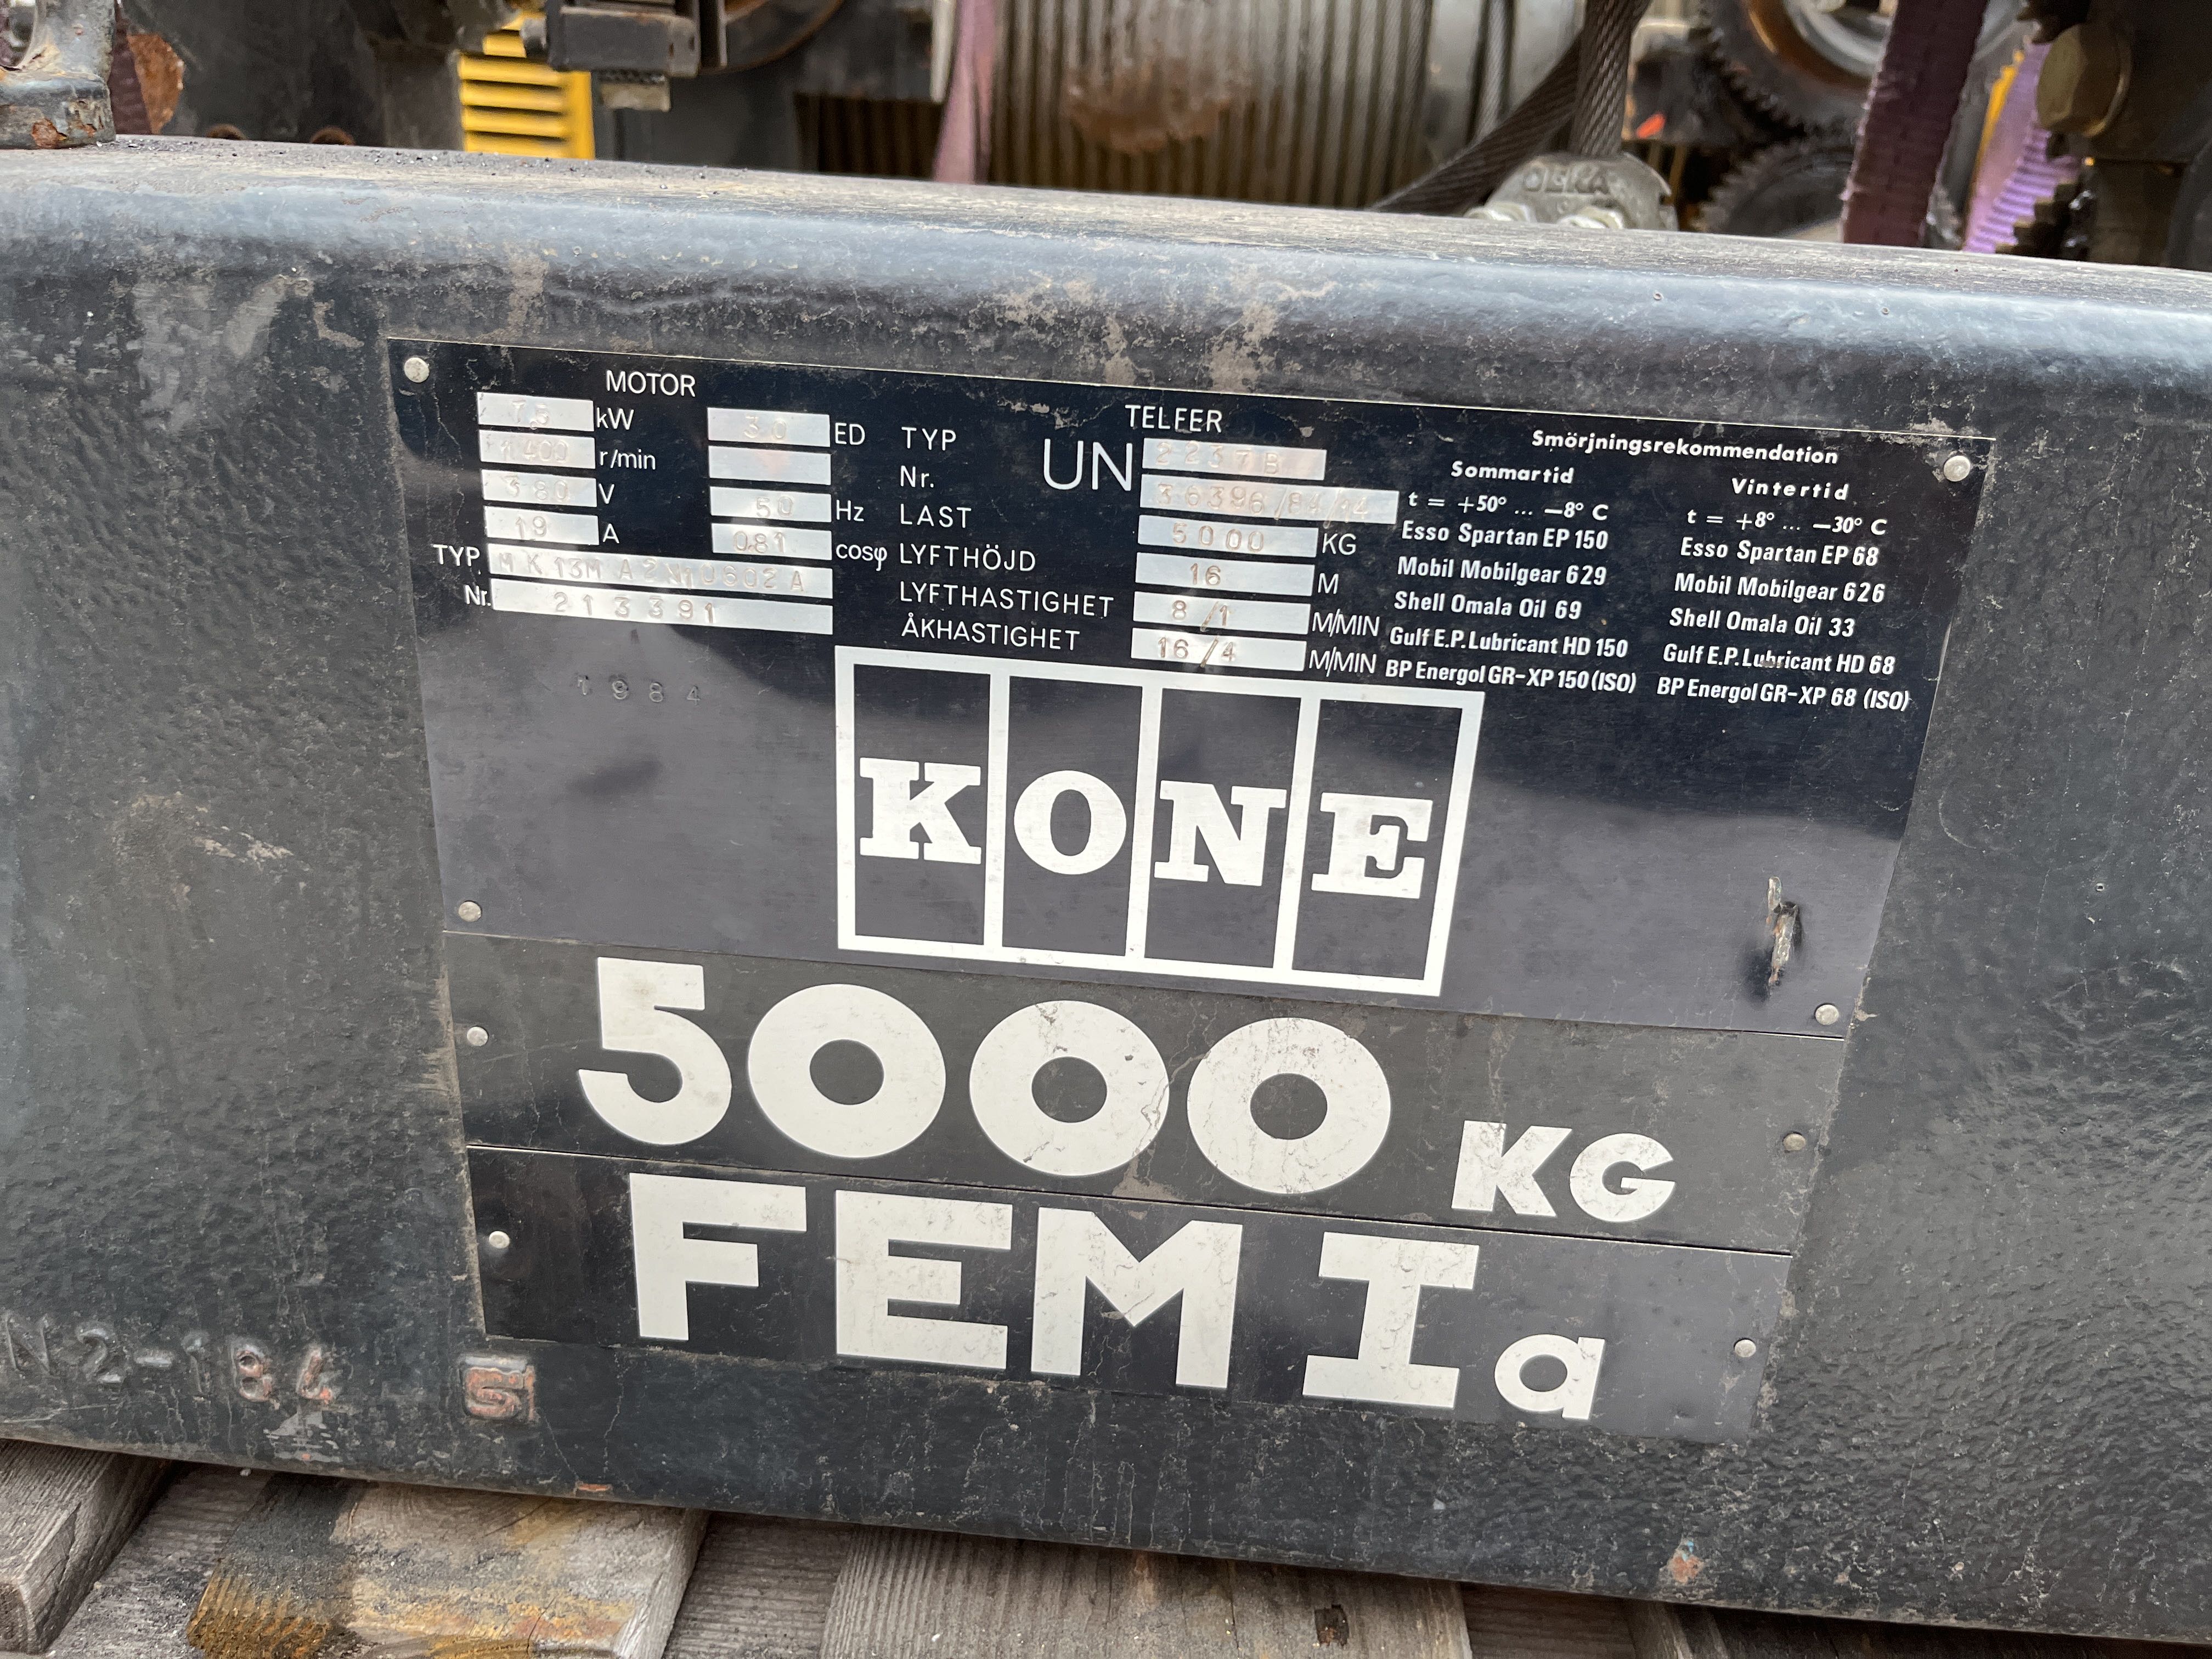 MOTOR
7.5 kW 30 ED
1400 r/min
380 V 50 Hz
19 A 081 cosφ
TYP.
Nr. 213391
1984
TELFER
TYP UN 2237B
Nr.
LAST 5000 KG
LYFTHÖJD 16 M
LYFTHASTIGHET 8/1 M/MIN
ÅKHASTIGHET 16/4 M/MIN
Smörjningsrekommendation
Sommartid
t = +50° ... -8° C
Esso Spartan EP 150
Mobil Mobilgear 629
Shell Omala Oil 69
Gulf E.P. Lubricant HD 150
BP Energol GR-XP 150 (ISO)
Vintertid
t = +8° ... -30° C
Esso Spartan EP 68
Mobil Mobilgear 626
Shell Omala Oil 33
Gulf E.P. Lubricant HD 68
BP Energol GR-XP 68 (ISO)
KONE
5000 KG
FEM Ia